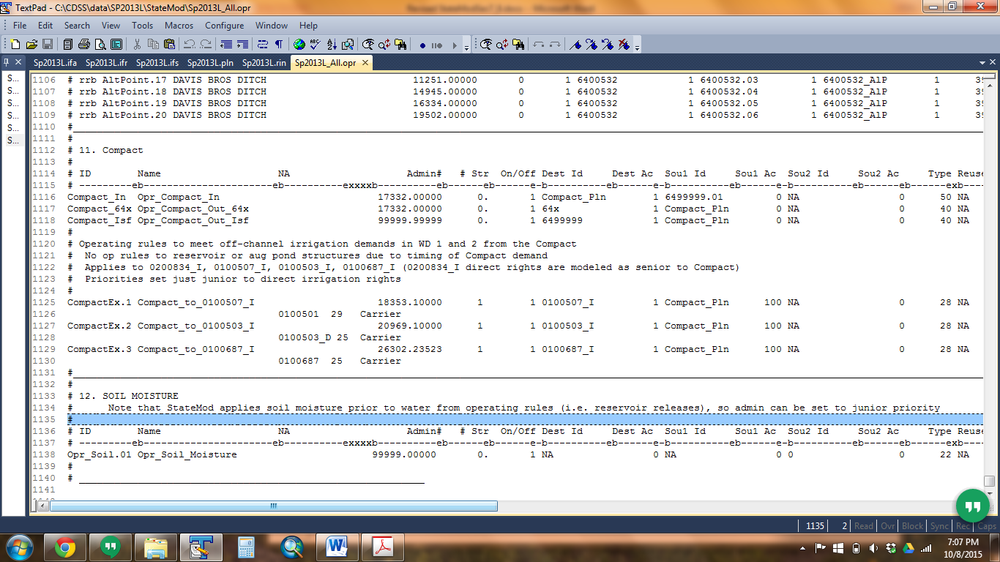 TextPad - C:\CDSS\data\SP2013L\StateMod\Sp2013L_All.opr
File Edit Search View Tools Macros Configure Window Help
Sp2013L.ifa Sp2013L.ifr Sp2013L.ifs Sp2013L.pln Sp2013L.rin Sp2013L_All.opr
S...
S...
S...
S...
S...
S...
1106 # rrb AltPoint.17 DAVIS BROS DITCH 11251.00000 0 1 6400532 1 6400532.03 1 6400532_AlP 1 39
1107 # rrb AltPoint.18 DAVIS BROS DITCH 14945.00000 0 1 6400532 1 6400532.04 1 6400532_AlP 1 39
1108 # rrb AltPoint.19 DAVIS BROS DITCH 16334.00000 0 1 6400532 1 6400532.05 1 6400532_AlP 1 39
1109 # rrb AltPoint.20 DAVIS BROS DITCH 19502.00000 0 1 6400532 1 6400532.06 1 6400532_AlP 1 39
1110 #_______________________________________________
1111 #
1112 # 11. Compact
1113 #
1114 # ID Name NA Admin# # Str On/Off Dest Id Dest Ac Sou1 Id Sou1 Ac Sou2 Id Sou2 Ac Type Reuse
1115 # ---------eb----------------------eb----------exxxxb----------eb------eb------e-b----------eb------e-b----------eb------e-b----------eb------eb------exb----
1116 Compact_In Opr_Compact_In 17332.00000 0. 1 Compact_Pln 1 6499999.01 0 NA 0 50 NA
1117 Compact_64x Opr_Compact_Out_64x 17332.00000 0. 1 64x 1 Compact_Pln 0 NA 0 40 NA
1118 Compact_Isf Opr_Compact_Out_Isf 99999.99999 0. 1 6499999 1 Compact_Pln 0 NA 0 40 NA
1119 #
1120 # Operating rules to meet off-channel irrigation demands in WD 1 and 2 from the Compact
1121 # No op rules to reservoir or aug pond structures due to timing of Compact demand
1122 # Applies to 0200834_I, 0100507_I, 0100503_I, 0100687_I (0200834_I direct rights are modeled as senior to Compact)
1123 # Priorities set just junior to direct irrigation rights
1124 #
1125 CompactEx.1 Compact_to_0100507_I 18353.10000 1 1 0100507_I 1 Compact_Pln 100 NA 0 28 NA
1126 0100501 29 Carrier
1127 CompactEx.2 Compact_to_0100503_I 20969.10000 1 1 0100503_I 1 Compact_Pln 100 NA 0 28 NA
1128 0100503_D 25 Carrier
1129 CompactEx.3 Compact_to_0100687_I 26302.23523 1 1 0100687_I 1 Compact_Pln 100 NA 0 28 NA
1130 0100687 25 Carrier
1131 #_______________________________________________
1132 #
1133 # 12. SOIL MOISTURE
1134 # Note that StateMod applies soil moisture prior to water from operating rules (i.e. reservoir releases), so admin can be set to junior priority
1135 #
1136 # ID Name NA Admin# # Str On/Off Dest Id Dest Ac Sou1 Id Sou1 Ac Sou2 Id Sou2 Ac Type Reuse
1137 # ---------eb----------------------eb----------exxxxb----------eb------eb------e-b----------eb------e-b----------eb------e-b----------eb------eb------exb----
1138 Opr_Soil.01 Opr_Soil_Moisture 99999.00000 0. 1 NA 0 NA 0 0 0 22 NA
1139 #
1140 # _______________________________________________
1141
1135 2 Read Ovr Block Sync Rec Caps
7:07 PM
10/8/2015